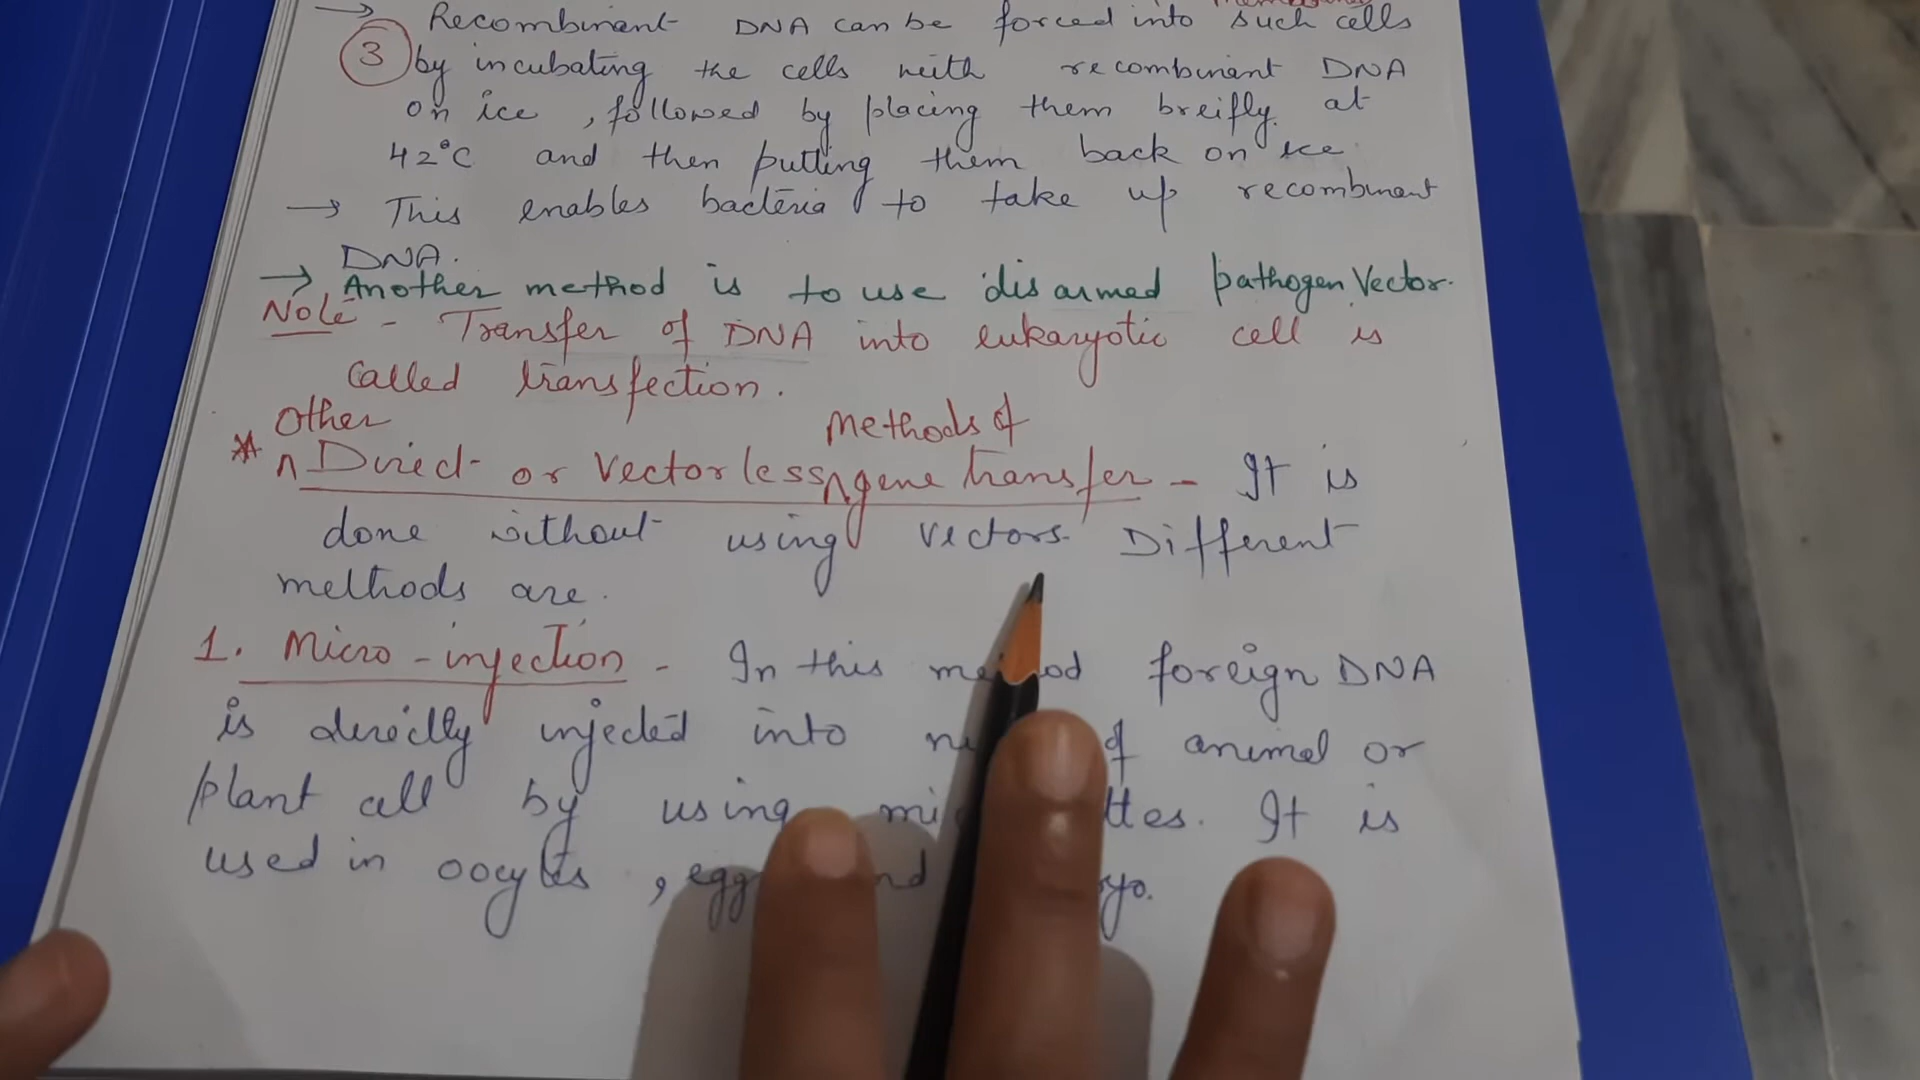 → Recombinant DNA can be forced into such cells
③ by incubating the cells with recombinant DNA
on ice, followed by placing them breifly at
42°C and then putting them back on ice.
→ This enables bacteria to take up recombinant
DNA.
→ Another method is to use disarmed pathogen Vector.
Note - Transfer of DNA into eukaryotic cell is
called transfection.
Other Methods of
* ^ Direct or Vectorless ^ gene transfer - It is
done without using vectors. Different
methods are.
1. Micro-injection - In this foreign DNA
is directly injected into of animal or
plant cell by using It is
used in oocytes,